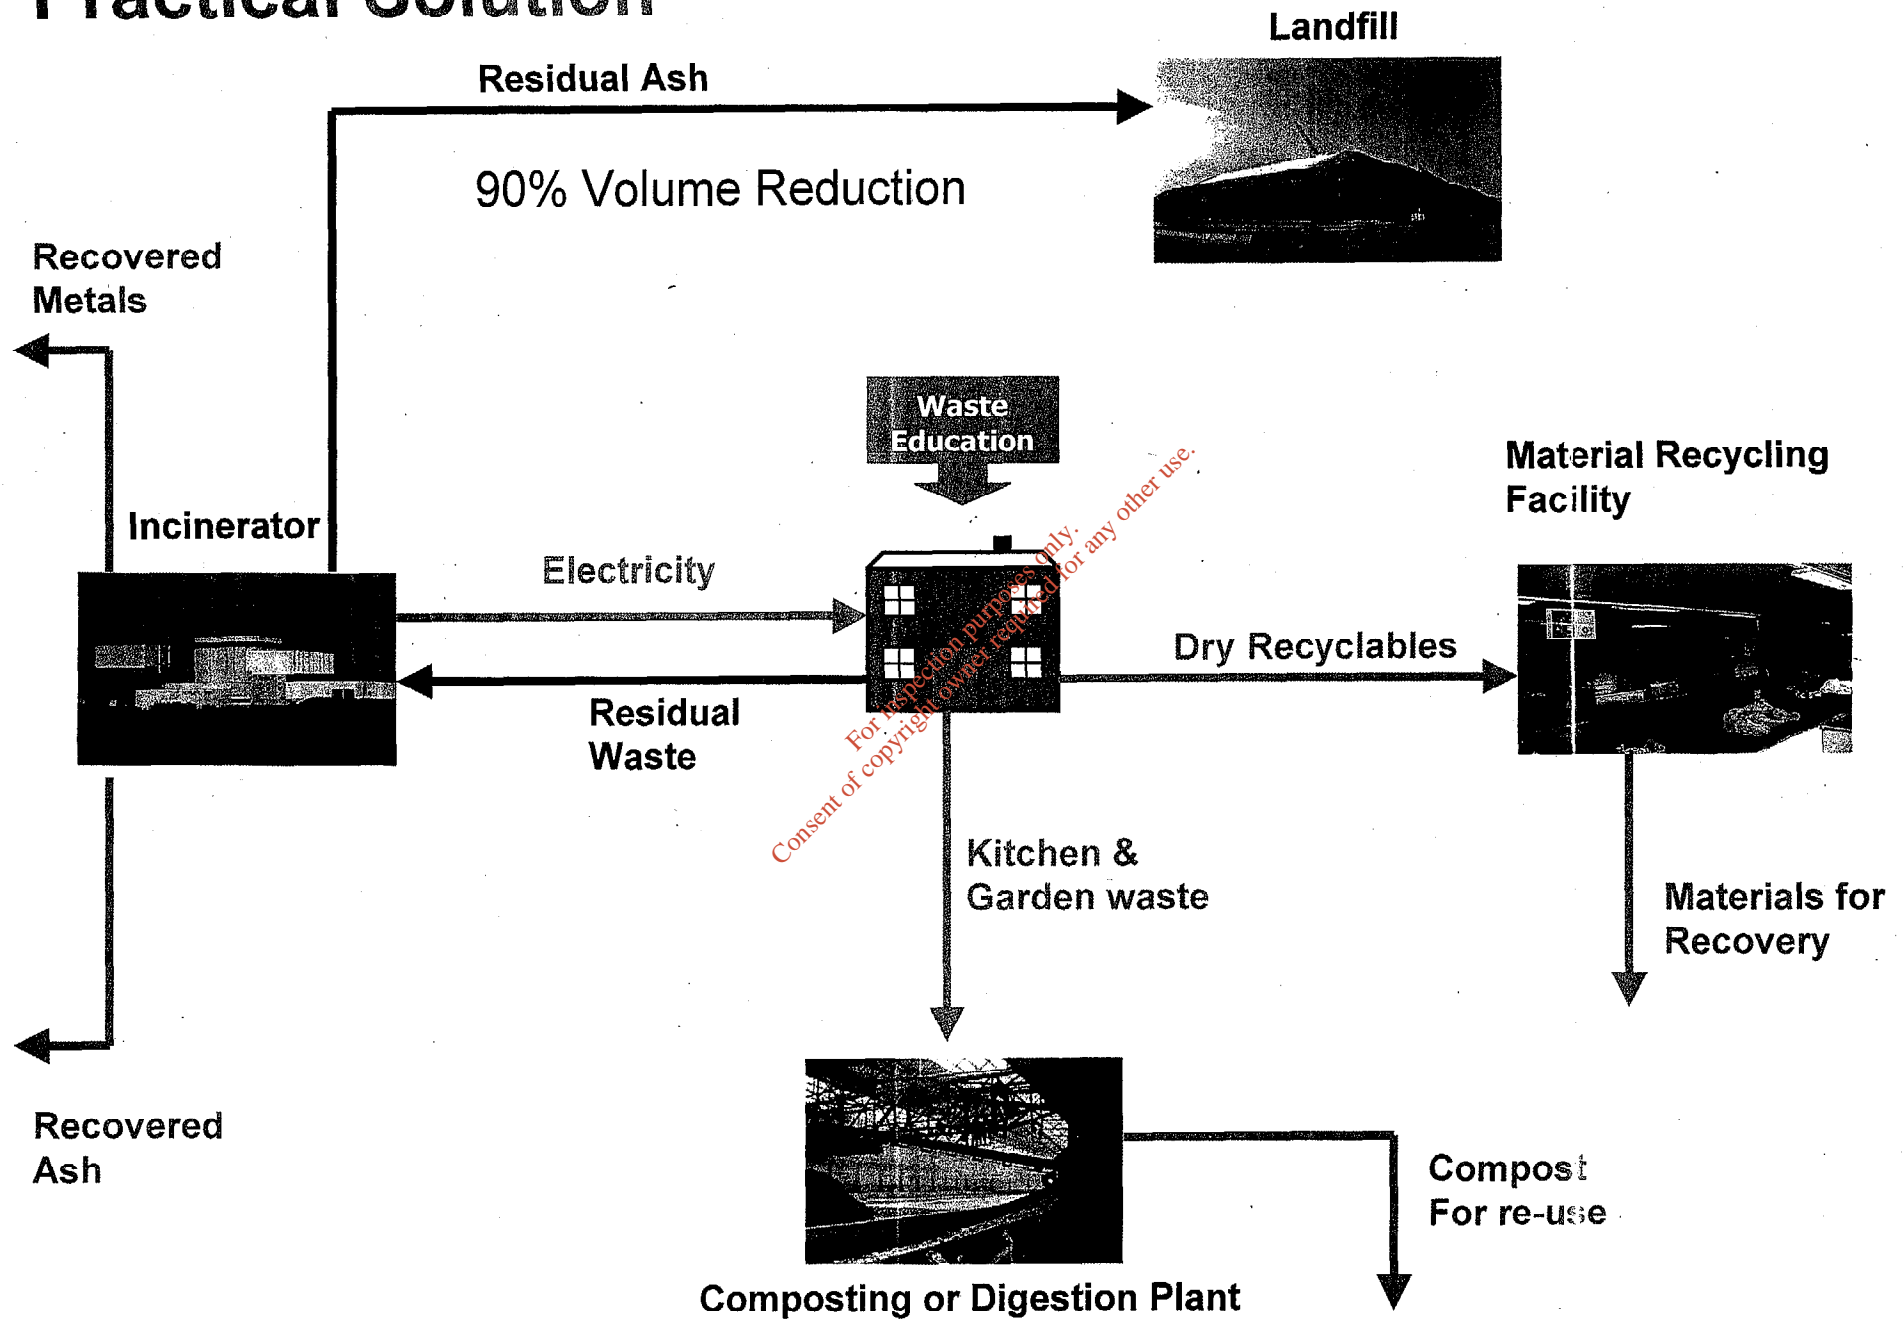 Practical Solution
Landfill
Residual Ash
90% Volume Reduction
Recovered
Metals
Waste
Education
Material Recycling
Facility
Incinerator
Electricity
Dry Recyclables
Residual
Waste
For inspection purposes only.
Consent of copyright owner required for any other use.
Kitchen &
Garden waste
Materials for
Recovery
Recovered
Ash
Compost
For re-use
Composting or Digestion Plant